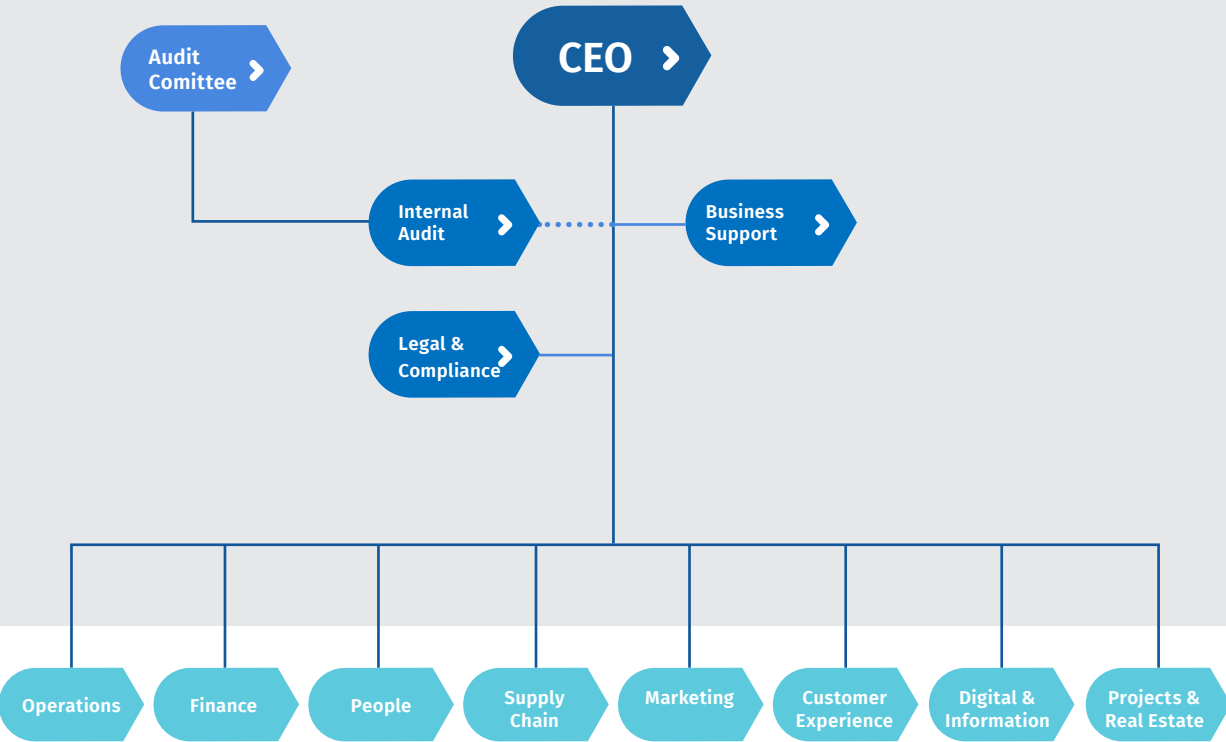 Audit
Comittee
CEO
Internal
Audit
Business
Support
Legal &
Compliance
Operations
Finance
People
Supply
Chain
Marketing
Customer
Experience
Digital &
Information
Projects &
Real Estate